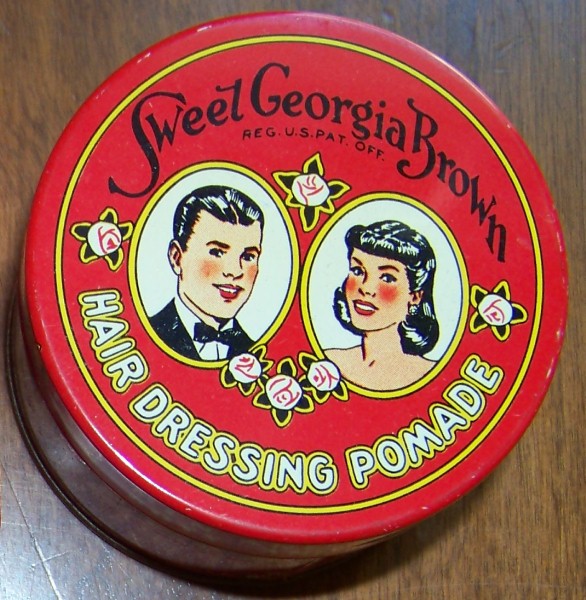 Sweet Georgia Brown
REG. U.S. PAT. OFF.
HAIR DRESSING POMADE